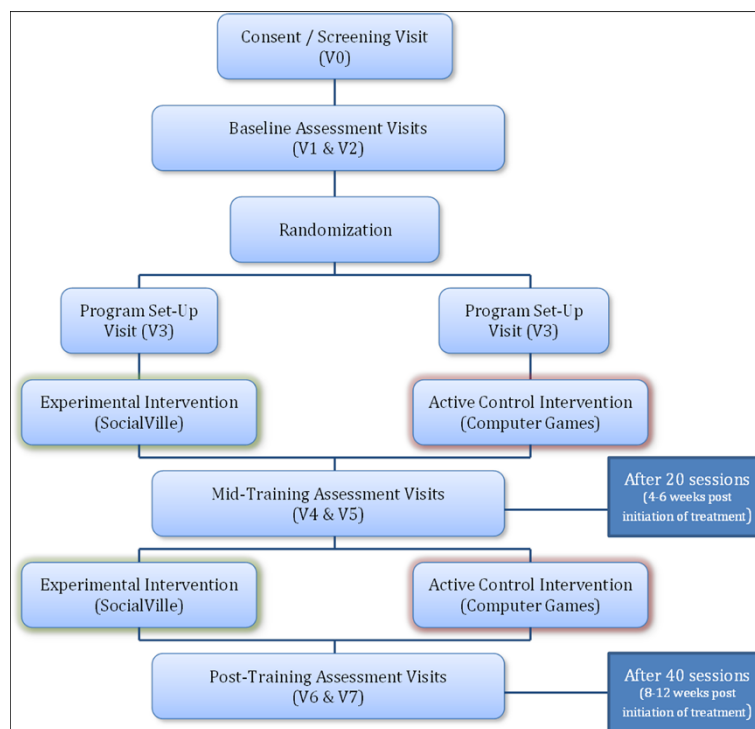 Consent / Screening Visit
(V0)
Baseline Assessment Visits
(V1 & V2)
Randomization
Program Set-Up
Visit (V3)
Program Set-Up
Visit (V3)
Experimental Intervention
(SocialVille)
Active Control Intervention
(Computer Games)
Mid-Training Assessment Visits
(V4 & V5)
After 20 sessions
(4-6 weeks post
initiation of treatment)
Experimental Intervention
(SocialVille)
Active Control Intervention
(Computer Games)
Post-Training Assessment Visits
(V6 & V7)
After 40 sessions
(8-12 weeks post
initiation of treatment)